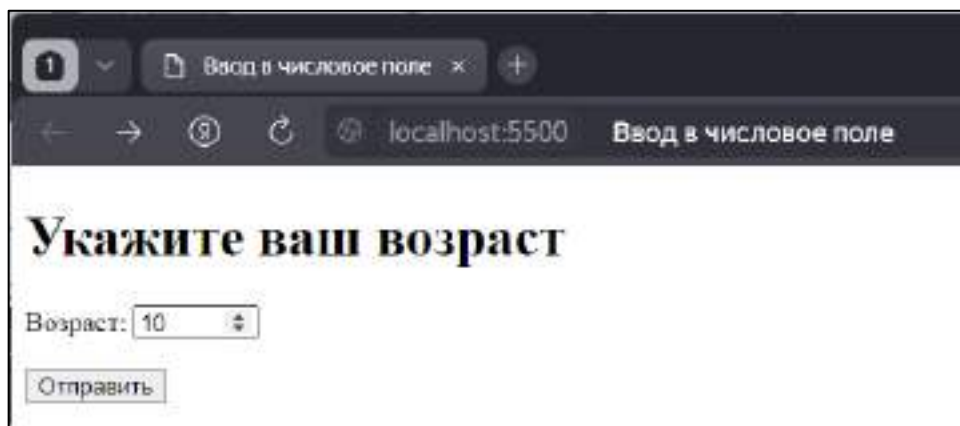 1 Ввод в числовое поле
Я localhost:5500 Ввод в числовое поле
Укажите ваш возраст
Возраст: 10
Отправить